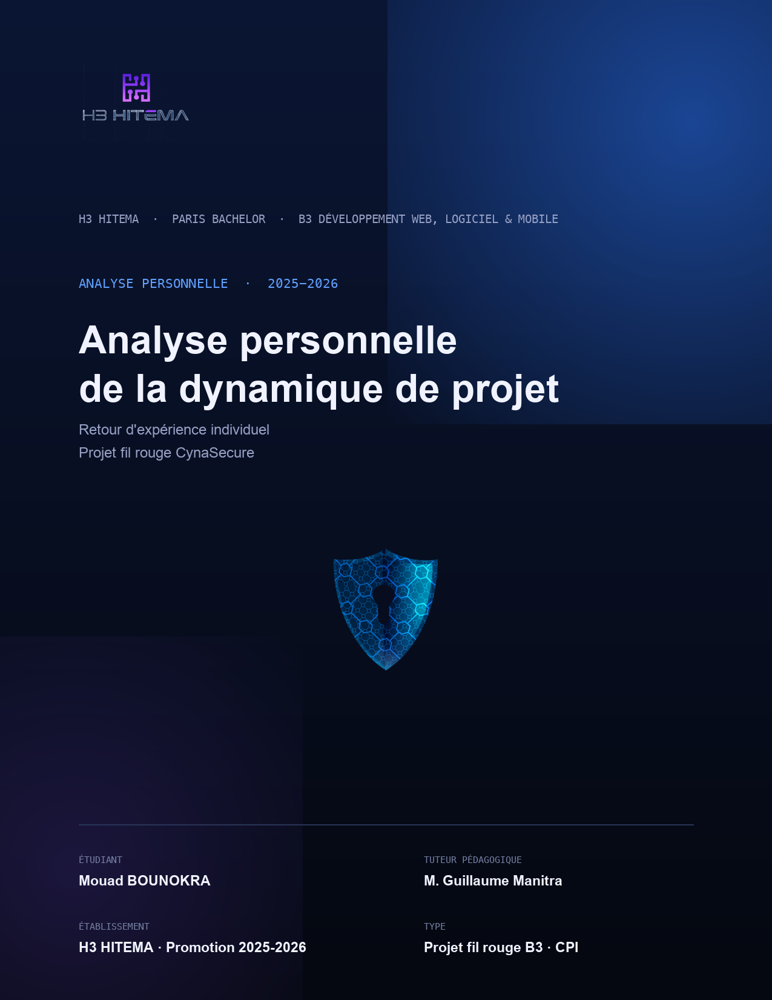 H3 HITEMA
H3 HITEMA · PARIS BACHELOR · B3 DÉVELOPPEMENT WEB, LOGICIEL & MOBILE
ANALYSE PERSONNELLE · 2025–2026
Analyse personnelle
de la dynamique de projet
Retour d'expérience individuel
Projet fil rouge CynaSecure
ÉTUDIANT
Mouad BOUNOKRA
TUTEUR PÉDAGOGIQUE
M. Guillaume Manitra
ÉTABLISSEMENT
H3 HITEMA · Promotion 2025-2026
TYPE
Projet fil rouge B3 · CPI